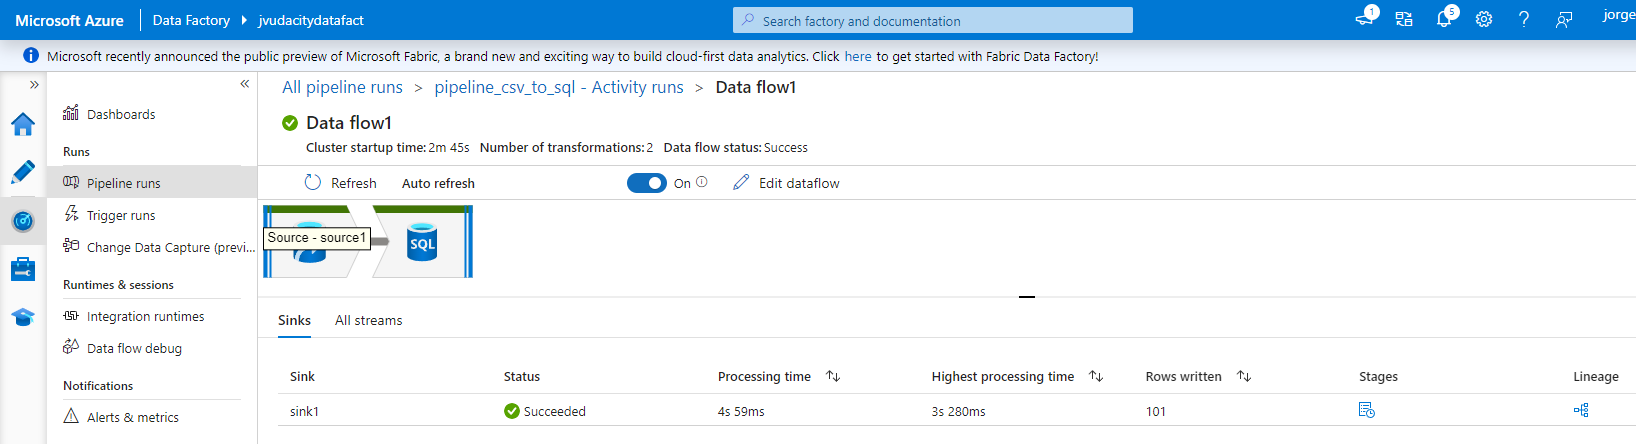 Microsoft Azure
Data Factory
jvudacitydatafact
Search factory and documentation
1
5
jorge
Microsoft recently announced the public preview of Microsoft Fabric, a brand new and exciting way to build cloud-first data analytics. Click here to get started with Fabric Data Factory!
Dashboards
Runs
Pipeline runs
Trigger runs
Change Data Capture (previ...
Runtimes & sessions
Integration runtimes
Data flow debug
Notifications
Alerts & metrics
All pipeline runs > pipeline_csv_to_sql - Activity runs > Data flow1
Data flow1
Cluster startup time: 2m 45s Number of transformations: 2 Data flow status: Success
Refresh Auto refresh On Edit dataflow
Source - source1
SQL
Sinks All streams
Sink Status Processing time Highest processing time Rows written Stages Lineage
sink1 Succeeded 4s 59ms 3s 280ms 101